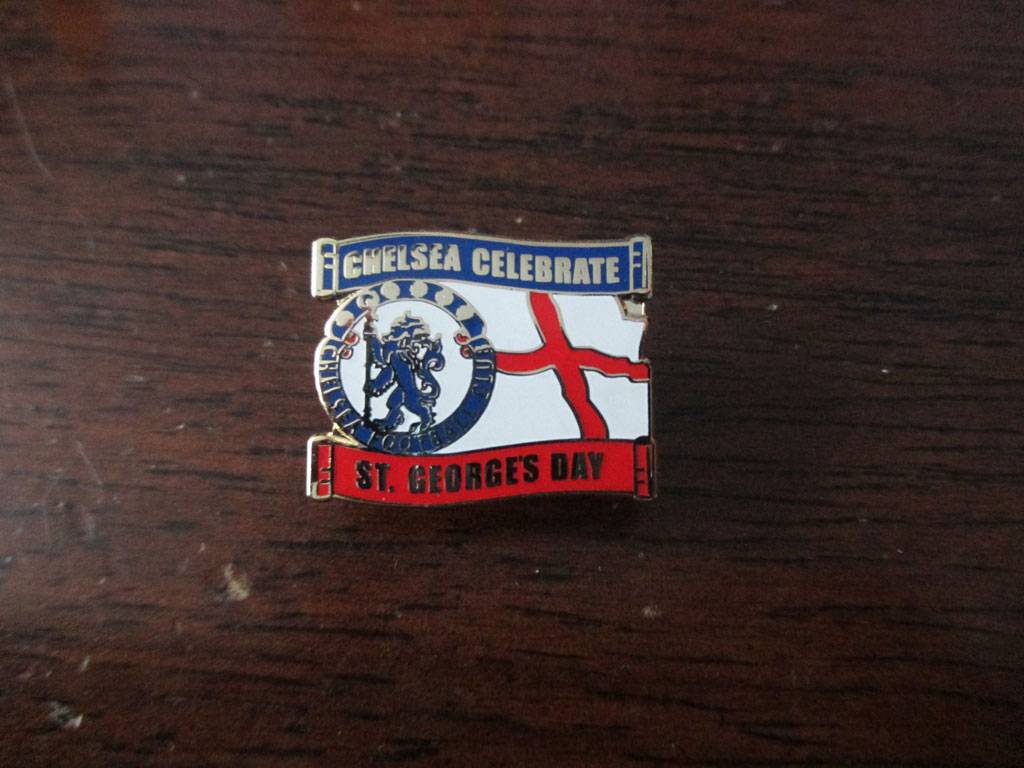 CHELSEA CELEBRATE
CHELSEA FOOTBALL CLUB
ST. GEORGE'S DAY